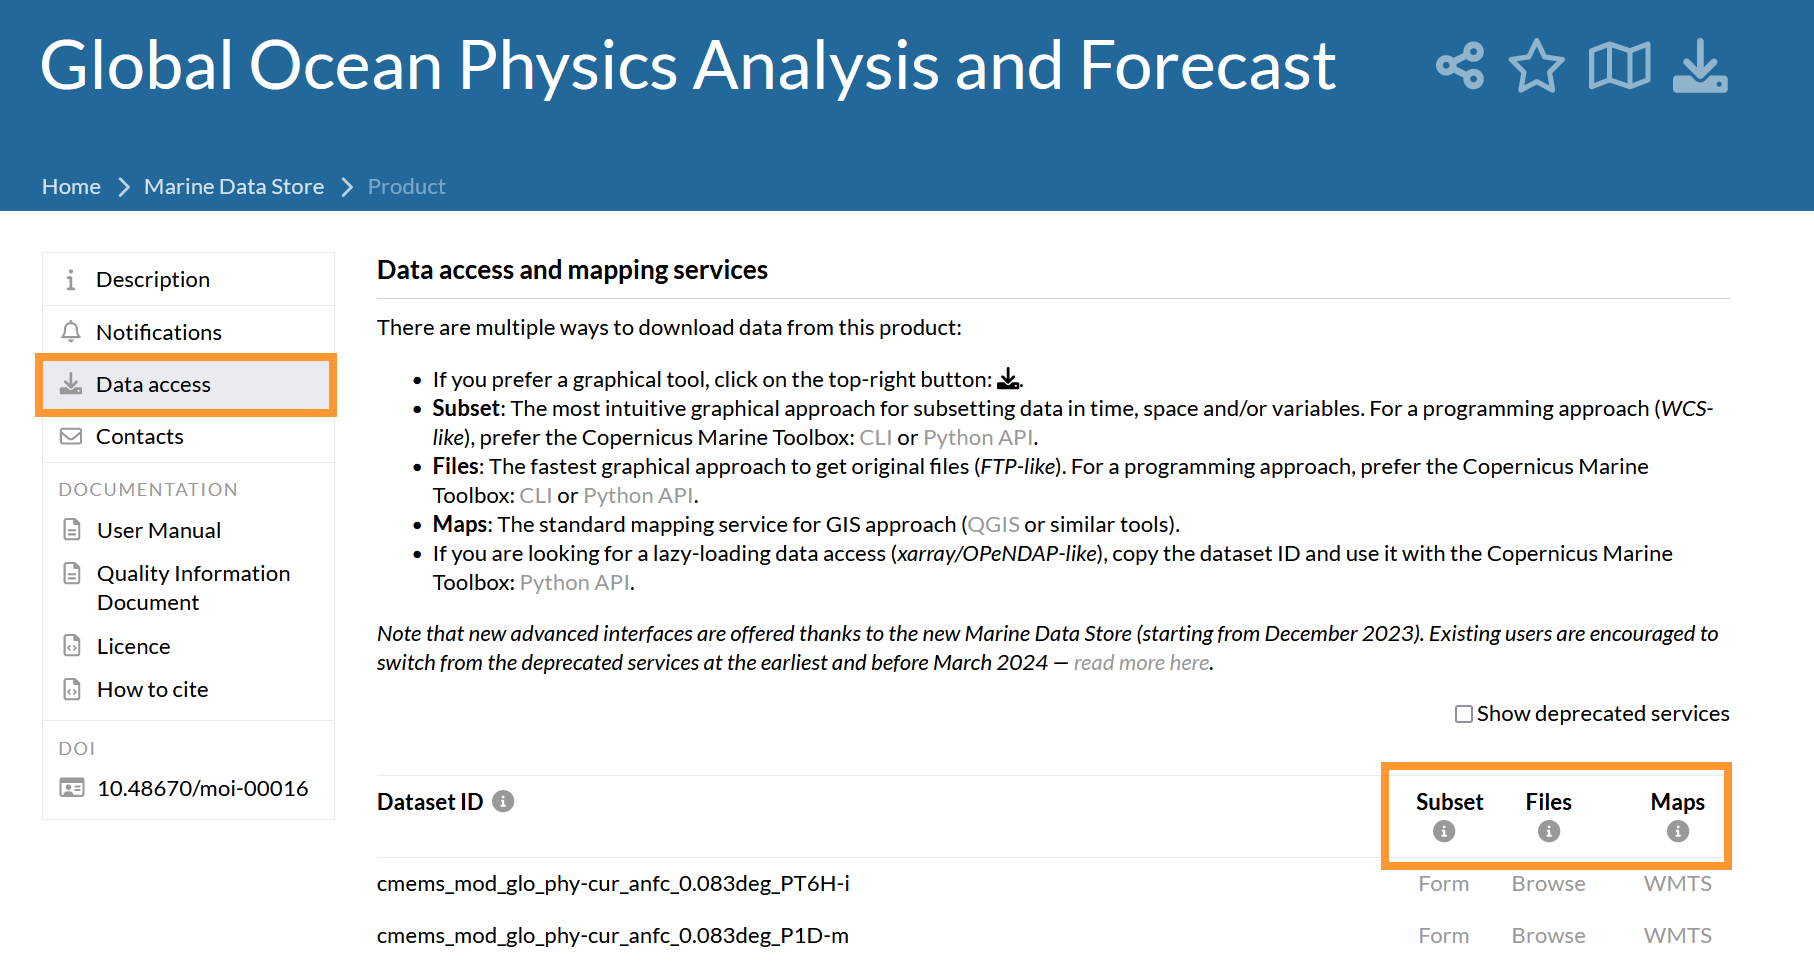 Global Ocean Physics Analysis and Forecast
Home > Marine Data Store > Product
Description
Notifications
Data access
Contacts
DOCUMENTATION
User Manual
Quality Information
Document
Licence
How to cite
DOI
10.48670/moi-00016
Data access and mapping services
There are multiple ways to download data from this product:
• If you prefer a graphical tool, click on the top-right button: .
• Subset: The most intuitive graphical approach for subsetting data in time, space and/or variables. For a programming approach (WCS-
like), prefer the Copernicus Marine Toolbox: CLI or Python API.
• Files: The fastest graphical approach to get original files (FTP-like). For a programming approach, prefer the Copernicus Marine
Toolbox: CLI or Python API.
• Maps: The standard mapping service for GIS approach (QGIS or similar tools).
• If you are looking for a lazy-loading data access (xarray/OPeNDAP-like), copy the dataset ID and use it with the Copernicus Marine
Toolbox: Python API.
Note that new advanced interfaces are offered thanks to the new Marine Data Store (starting from December 2023). Existing users are encouraged to
switch from the deprecated services at the earliest and before March 2024 — read more here.
Show deprecated services
Dataset ID Subset Files Maps
cmems_mod_glo_phy-cur_anfc_0.083deg_PT6H-i Form Browse WMTS
cmems_mod_glo_phy-cur_anfc_0.083deg_P1D-m Form Browse WMTS